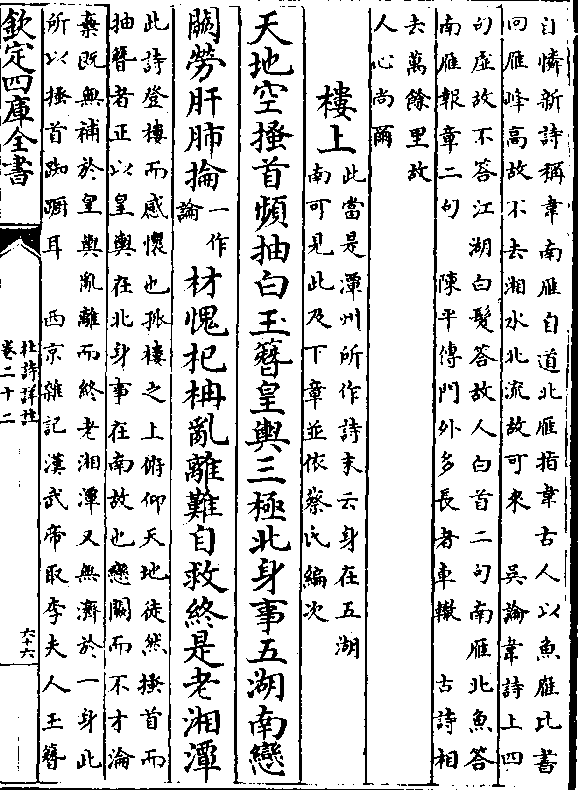 自憐新詩稱韋南雁自道北雁指韋古人以魚雁比書
回雁峰高故不去湘水北流故可來　吳論韋詩上四
句虛故不答江湖白髮答故人白首二句南雁北魚答
南雁報章二句　陳平傳門外多長者車轍　古詩相
去萬餘里故
人心尚爾
樓上
此當是潭州所作詩末云身在五湖
南可見此及下章並依蔡氏編次
天地空搔首頻抽白玉簪皇輿三極北身事五湖南戀
闕勞肝肺掄一作論材愧杞柟亂離難自救終是老湘潭
此詩登樓而感懷也孤樓之上俯仰天地徒然搔首而
抽簪者正以皇輿在北身事在南故也戀闕而不才淪
棄既無補於皇輿亂離而終老湘潭又無濟於一身此
所以搔首踟躕耳　西京雜記漢武帝取李夫人玉簪
欽定四庫全書
杜詩詳註
卷二十二
六十六